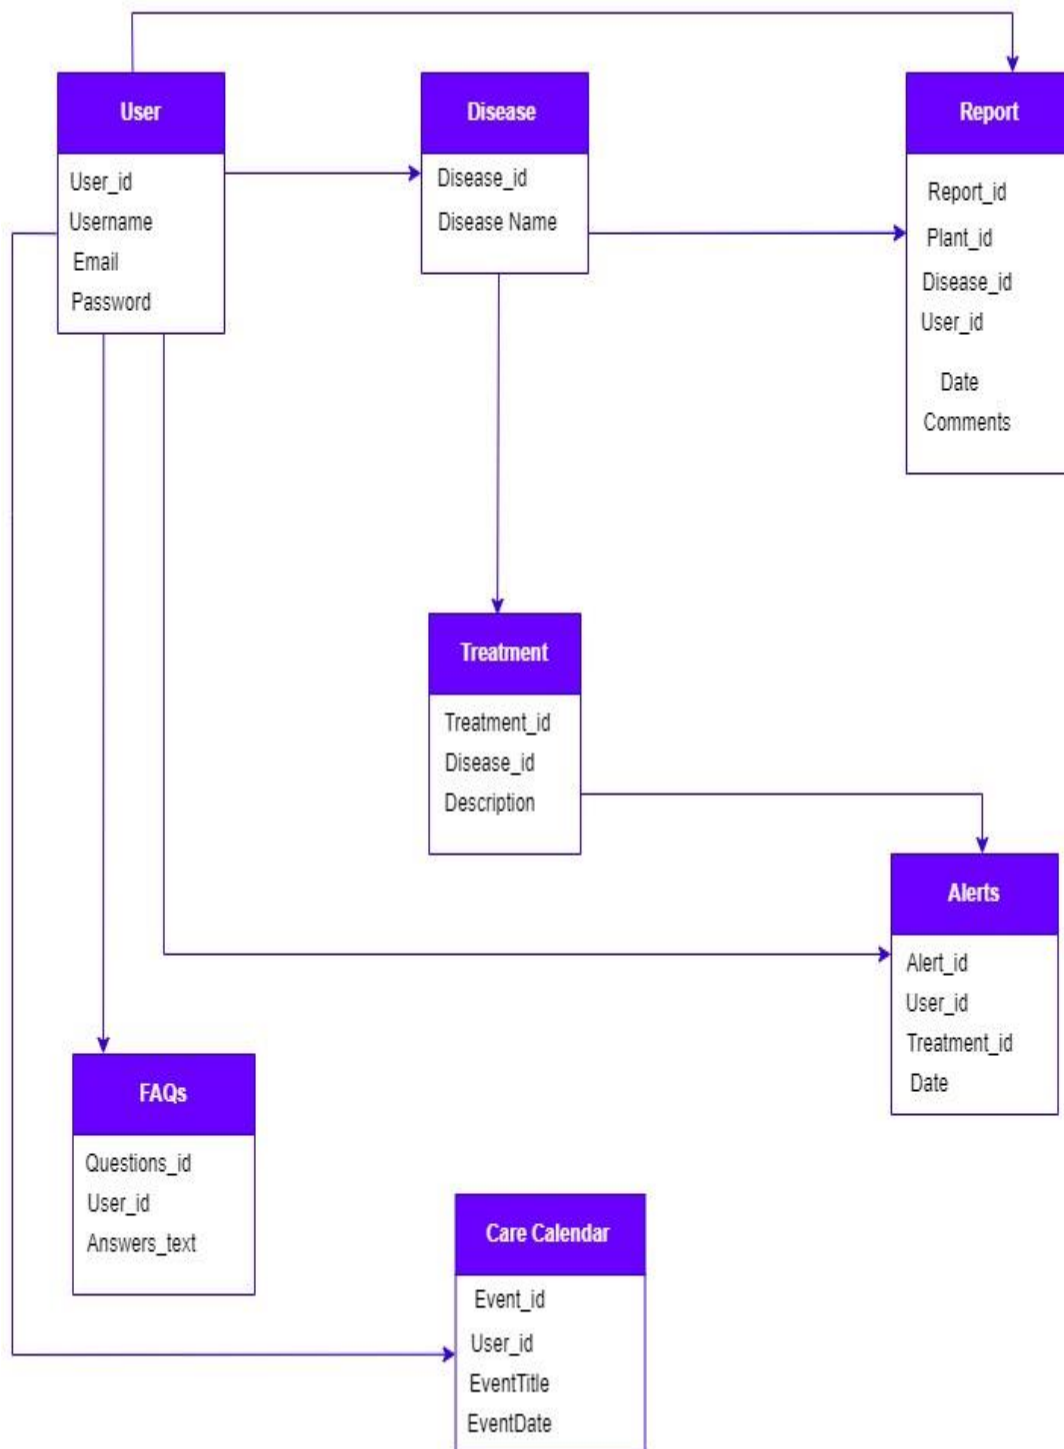 User
User_id
Username
Email
Password
Disease
Disease_id
Disease Name
Report
Report_id
Plant_id
Disease_id
User_id
Date
Comments
Treatment
Treatment_id
Disease_id
Description
Alerts
Alert_id
User_id
Treatment_id
Date
FAQs
Questions_id
User_id
Answers_text
Care Calendar
Event_id
User_id
EventTitle
EventDate